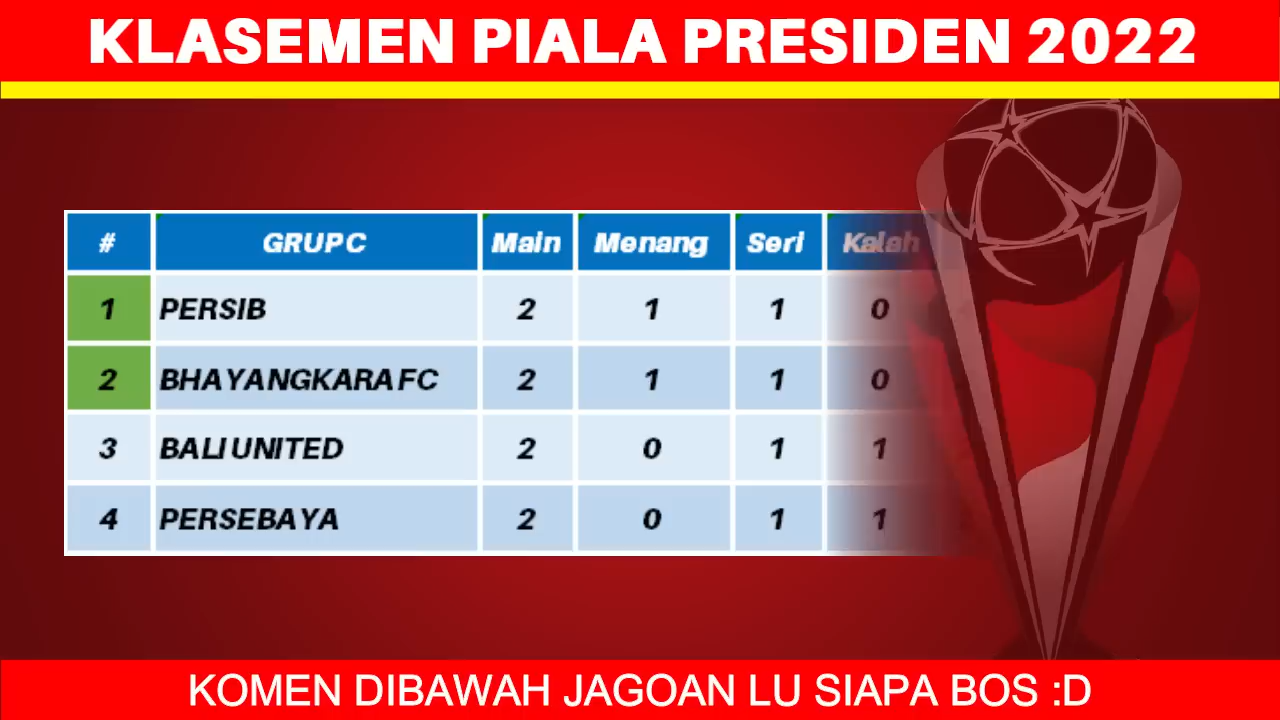 KLASEMEN PIALA PRESIDEN 2022
# GRUP C Main Menang Seri Kalah
1 PERSIB 2 1 1 0
2 BHAYANGKARA FC 2 1 1 0
3 BALI UNITED 2 0 1 1
4 PERSEBAYA 2 0 1 1
KOMEN DIBAWAH JAGOAN LU SIAPA BOS :D